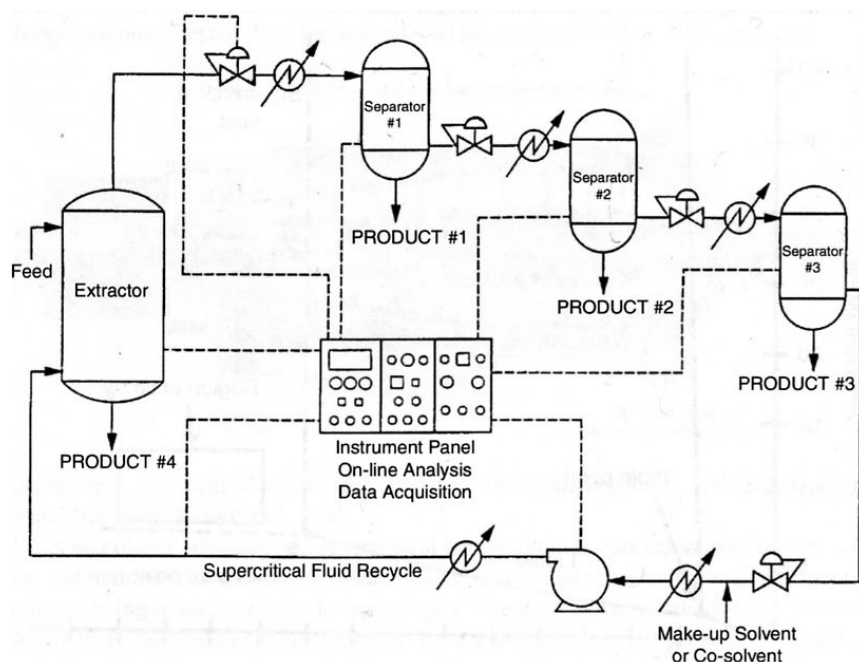 Separator
#1
Separator
#2
Separator
#3
PRODUCT #1
Feed
Extractor
PRODUCT #2
PRODUCT #3
PRODUCT #4
Instrument Panel
On-line Analysis
Data Acquisition
Supercritical Fluid Recycle
Make-up Solvent
or Co-solvent